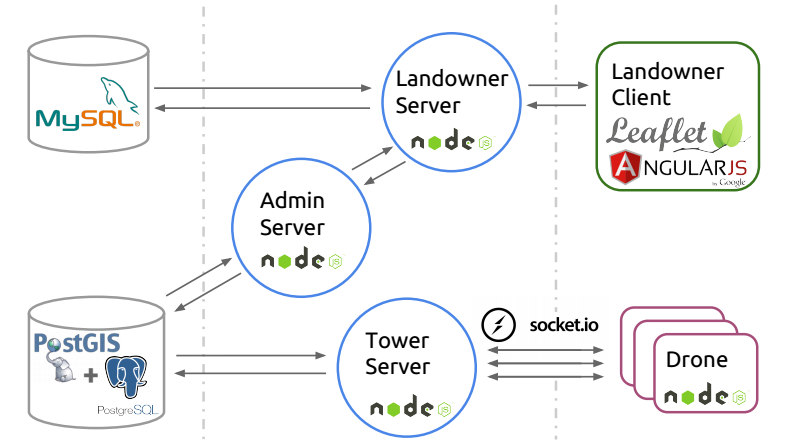 MySQL®
Landowner
Server
node JS
Landowner
Client
Leaflet
ANGULARJS
by Google
Admin
Server
node JS
PostGIS
+
PostgreSQL
Tower
Server
node JS
socket.io
Drone
node JS